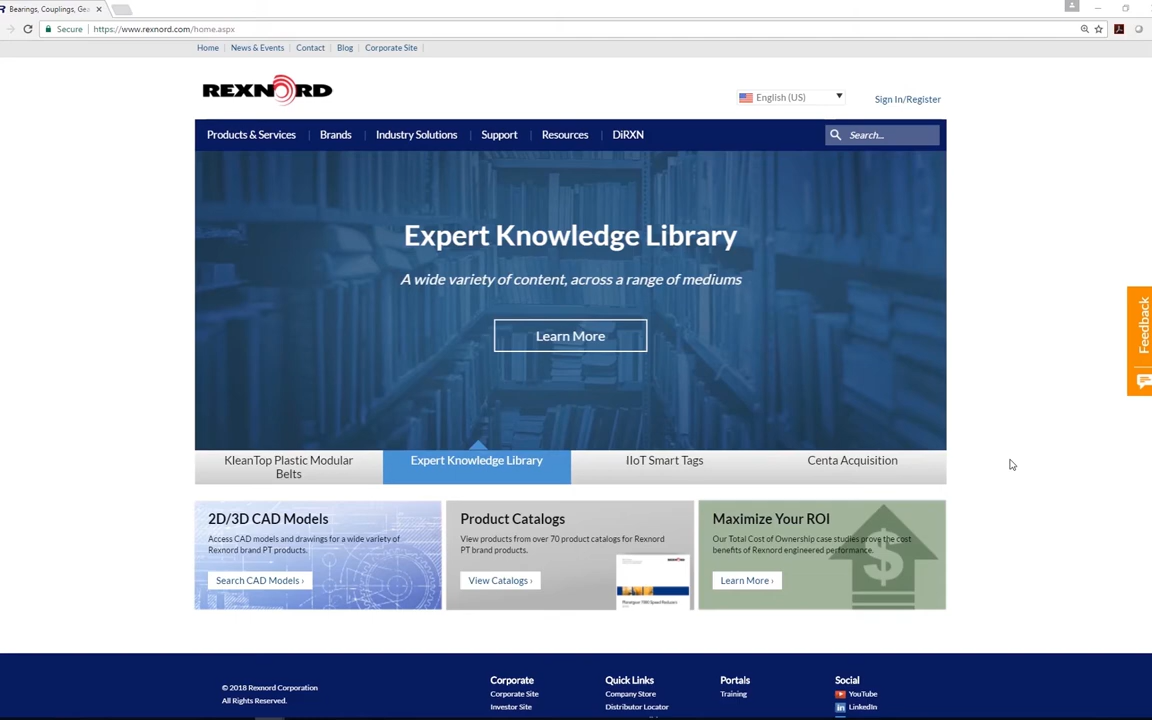 Bearings, Couplings, Ge
Secure https://www.rexnord.com/home.aspx
Home News & Events Contact Blog Corporate Site
REXNORD
English (US)
Sign In/Register
Products & Services Brands Industry Solutions Support Resources DiRXN Search...
Expert Knowledge Library
A wide variety of content, across a range of mediums
Learn More
Feedback
KleanTop Plastic Modular
Belts
Expert Knowledge Library
IIoT Smart Tags
Centa Acquisition
2D/3D CAD Models
Access CAD models and drawings for a wide variety of
Rexnord brand PT products.
Search CAD Models ›
Product Catalogs
View products from over 70 product catalogs for Rexnord
PT brand products.
View Catalogs ›
Maximize Your ROI
Our Total Cost of Ownership case studies prove the cost
benefits of Rexnord engineered performance.
Learn More ›
© 2018 Rexnord Corporation
All Rights Reserved.
Corporate
Corporate Site
Investor Site
Quick Links
Company Store
Distributor Locator
Portals
Training
Social
YouTube
LinkedIn